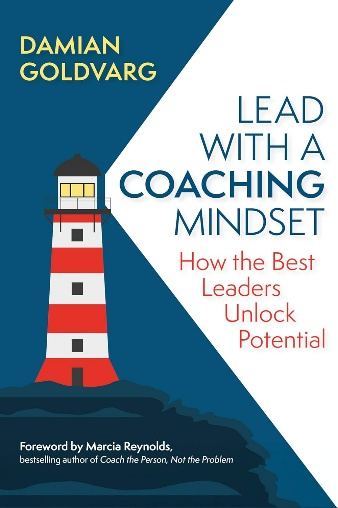 DAMIAN
GOLDVARG
LEAD
WITH A
COACHING
MINDSET
How the Best
Leaders
Unlock
Potential
Foreword by Marcia Reynolds,
bestselling author of Coach the Person, Not the Problem